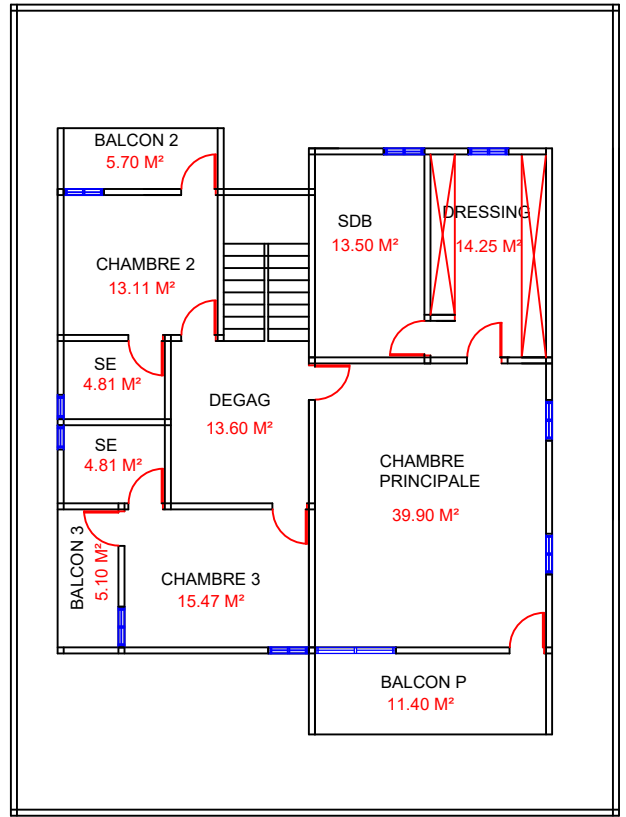 BALCON 2
5.70 M²
SDB
13.50 M²
DRESSING
14.25 M²
CHAMBRE 2
13.11 M²
SE
4.81 M²
DEGAG
13.60 M²
SE
4.81 M²
CHAMBRE
PRINCIPALE
39.90 M²
BALCON 3
5.10 M²
CHAMBRE 3
15.47 M²
BALCON P
11.40 M²